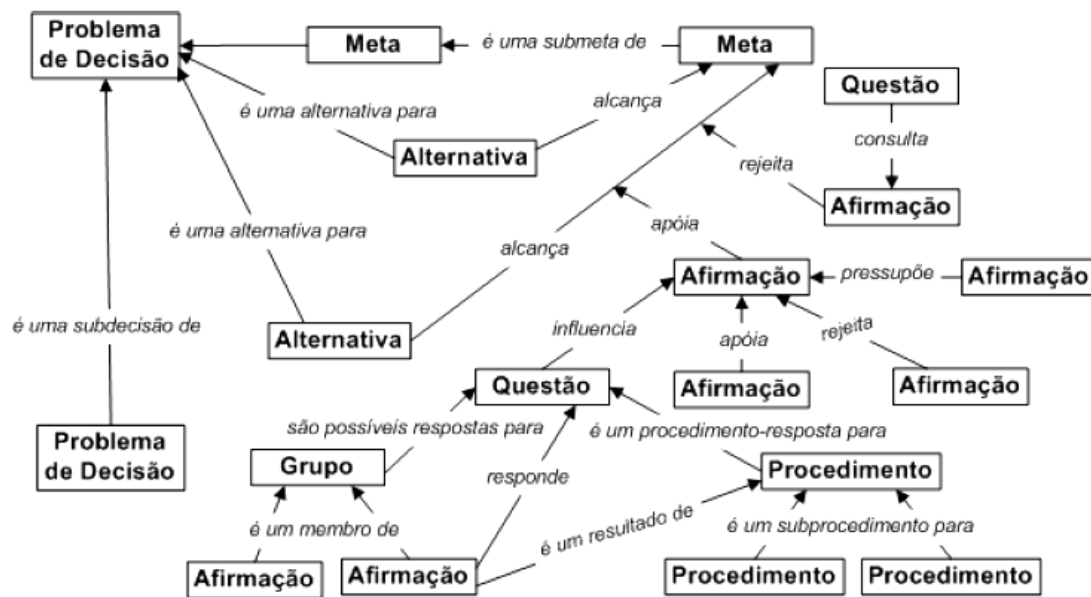 Problema
de Decisão
Meta
é uma submeta de
Meta
Questão
é uma alternativa para
alcança
consulta
Alternativa
rejeita
Afirmação
é uma alternativa para
alcança
apóia
Afirmação
pressupõe
Afirmação
é uma subdecisão de
Alternativa
influencia
apóia
rejeita
Questão
Afirmação
Afirmação
são possíveis respostas para
é um procedimento-resposta para
Problema
de Decisão
Grupo
responde
Procedimento
é um membro de
é um resultado de
é um subprocedimento para
Afirmação
Afirmação
Procedimento
Procedimento